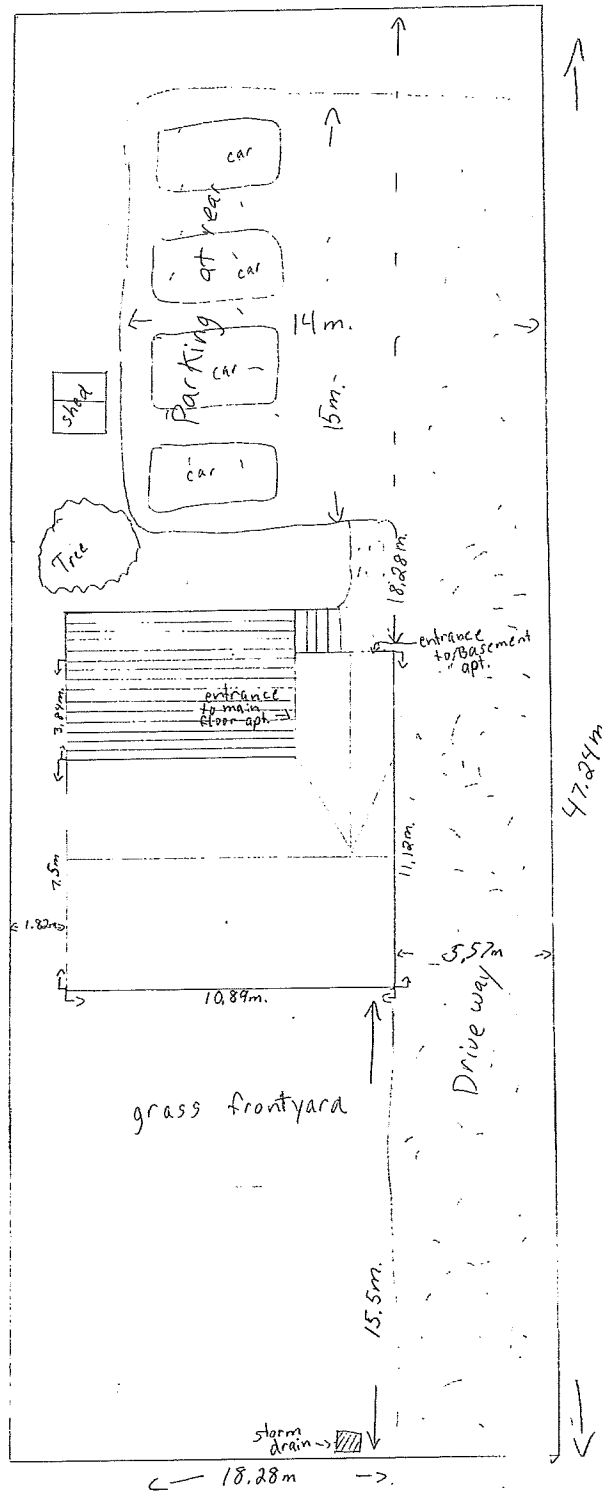 car
car
car
car
Parking at rear
14m.
15m.
shed
Tree
18.28m.
entrance
to Basement
apt.
entrance
to main
floor apt.
3.84m.
47.24m
11.12m.
7.5m
1.82m
5.57m
10.89m.
Drive way
grass frontyard
15.5m.
storm
drain
18.28m